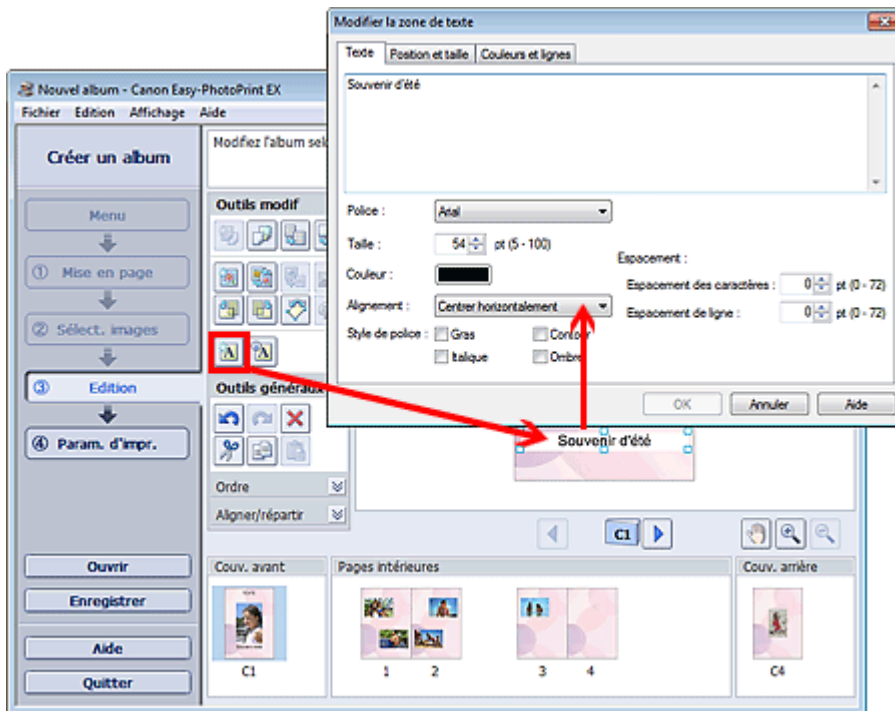 Modifier la zone de texte
Texte Position et taille Couleurs et lignes
Souvenir d'été
Police : Arial
Taille : 54 pt (5 - 100)
Couleur :
Alignement : Centrer horizontalement
Style de police : Gras Contour
Italique Ombre
Espacement :
Espacement des caractères : 0 pt (0 - 72)
Espacement de ligne : 0 pt (0 - 72)
OK Annuler Aide
Nouvel album - Canon Easy-PhotoPrint EX
Fichier Edition Affichage Aide
Créer un album
Modifiez l'album
Menu
① Mise en page
② Sélect. images
③ Edition
④ Param. d'impr.
Ouvrir
Enregistrer
Aide
Quitter
Outils modif
Outils généraux
Ordre
Aligner/répartir
Souvenir d'été
C1
Couv. avant
C1
Pages intérieures
1 2 3 4
Couv. arrière
C4